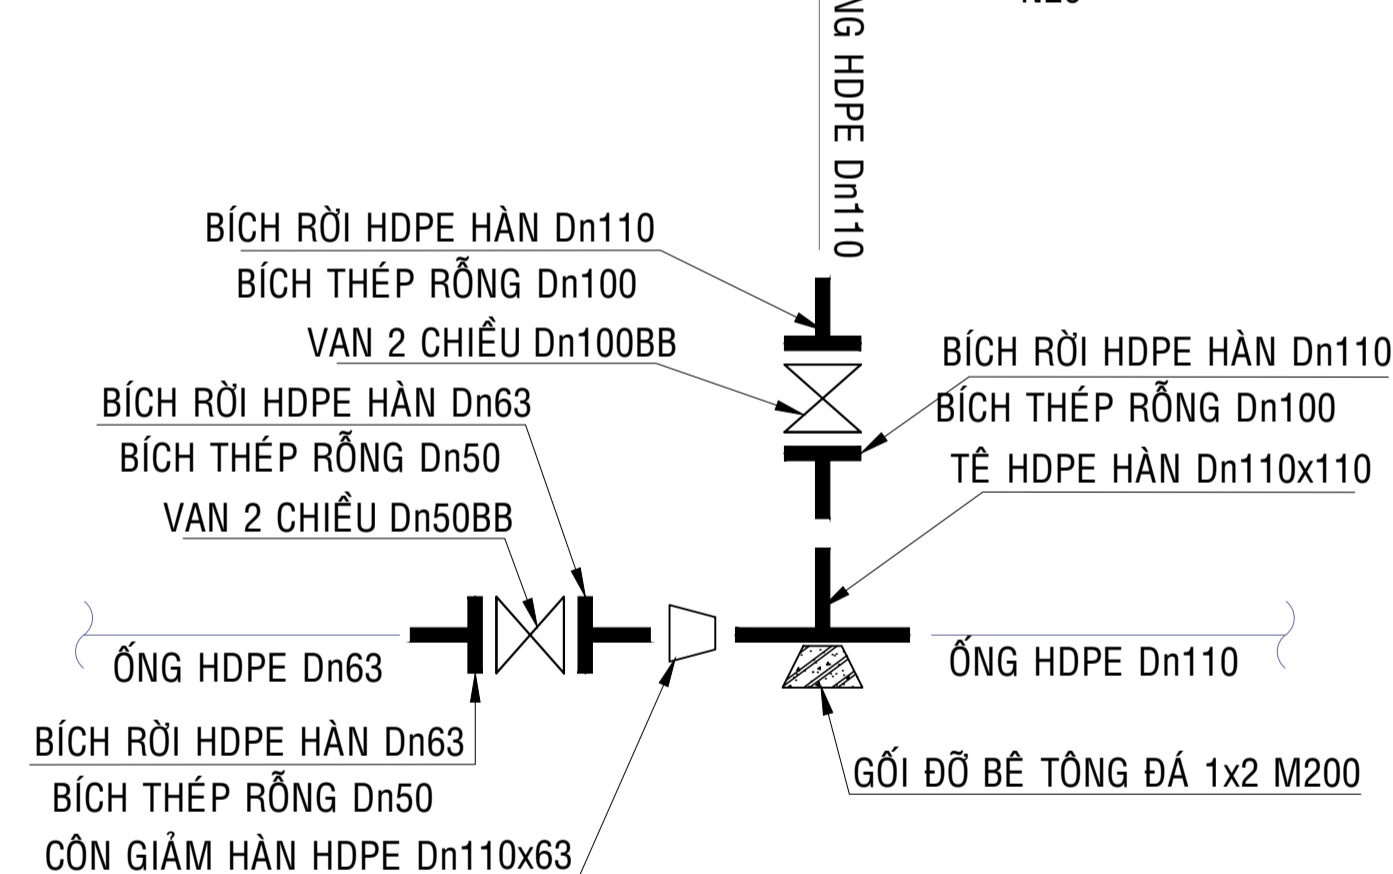 NG HDPE Dn110
BÍCH RỜI HDPE HÀN Dn110
BÍCH THÉP RỖNG Dn100
VAN 2 CHIỀU Dn100BB
BÍCH RỜI HDPE HÀN Dn63
BÍCH THÉP RỖNG Dn50
VAN 2 CHIỀU Dn50BB
BÍCH RỜI HDPE HÀN Dn110
BÍCH THÉP RỖNG Dn100
TÊ HDPE HÀN Dn110x110
ỐNG HDPE Dn63
ỐNG HDPE Dn110
BÍCH RỜI HDPE HÀN Dn63
BÍCH THÉP RỖNG Dn50
CÔN GIẢM HÀN HDPE Dn110x63
GỐI ĐỠ BÊ TÔNG ĐÁ 1x2 M200